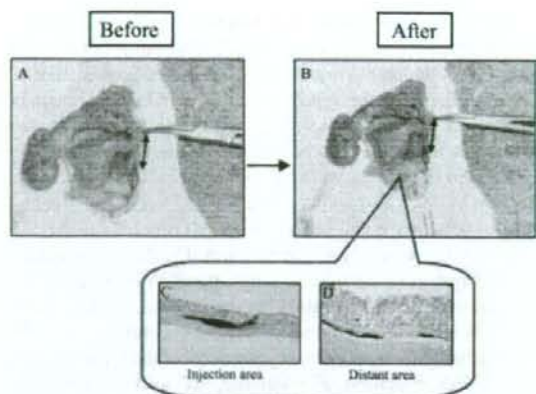 Before
After
A
B
C
D
Injection area
Distant area